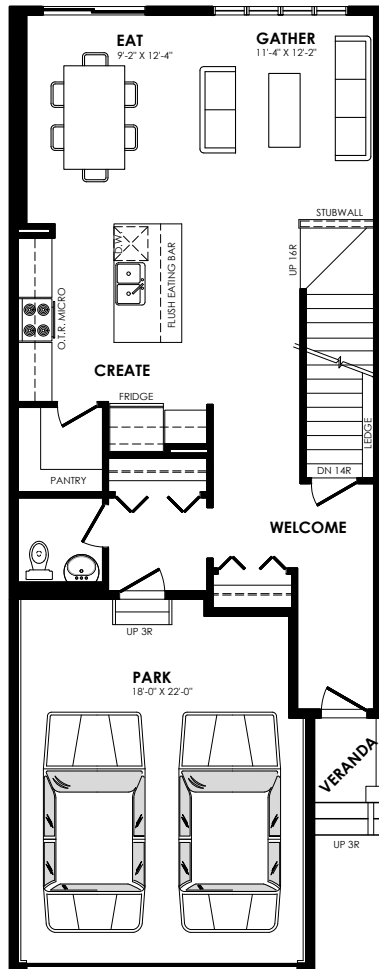 EAT
9'-2" X 12'-4"
GATHER
11'-4" X 12'-2"
STUBWALL
UP 16R
D.W.
FLUSH EATING BAR
O.T.R. MICRO
CREATE
FRIDGE
LEDGE
DN 14R
PANTRY
WELCOME
UP 3R
PARK
18'-0" X 22'-0"
VERANDA
UP 3R